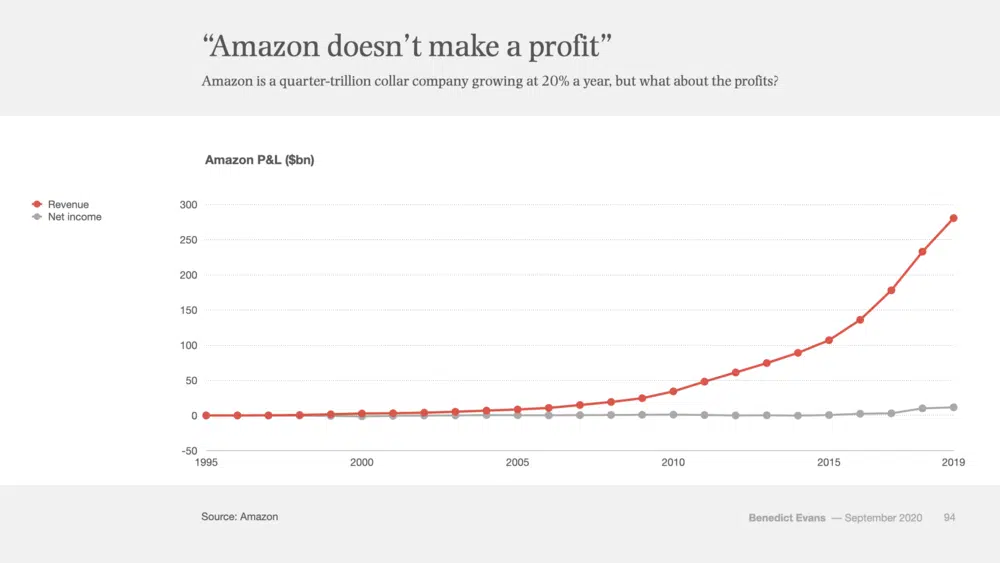 “Amazon doesn’t make a profit”
Amazon is a quarter-trillion collar company growing at 20% a year, but what about the profits?
Amazon P&L ($bn)
Revenue
Net income
300
250
200
150
100
50
0
-50
1995 2000 2005 2010 2015 2019
Source: Amazon
Benedict Evans — September 2020 94